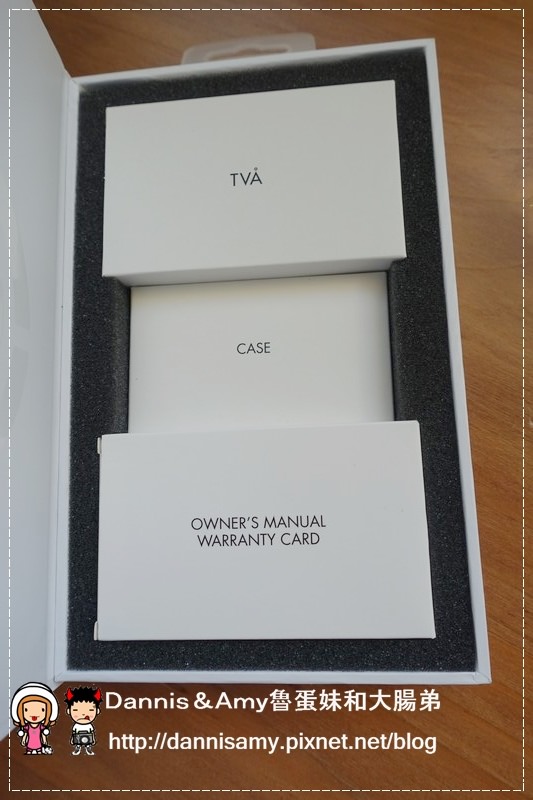 TVÅ
CASE
OWNER'S MANUAL
WARRANTY CARD
Dannis & Amy魯蛋妹和大腸弟
http://dannisamy.pixnet.net/blog